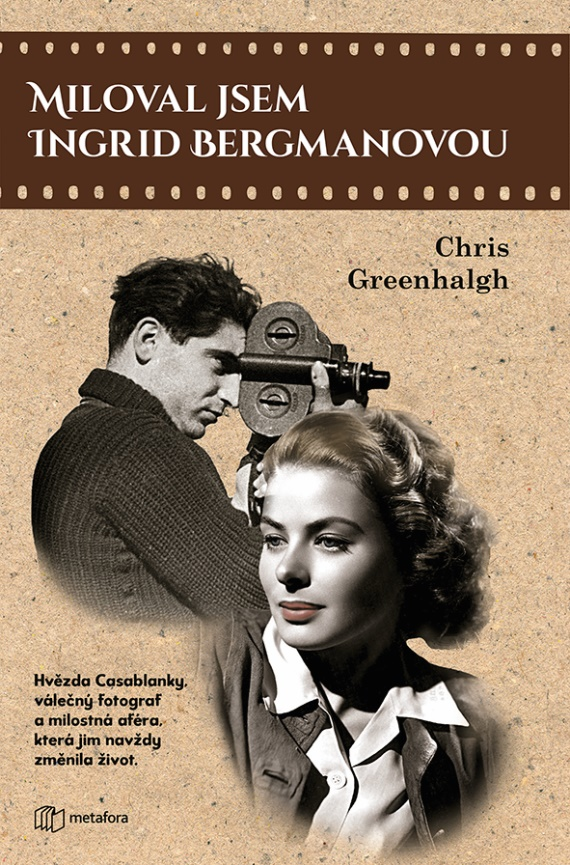 Miloval jsem
Ingrid Bergmanovou
Chris
Greenhalgh
Hvězda Casablanky,
válečný fotograf
a milostná aféra,
která jim navždy
změnila život.
metafora